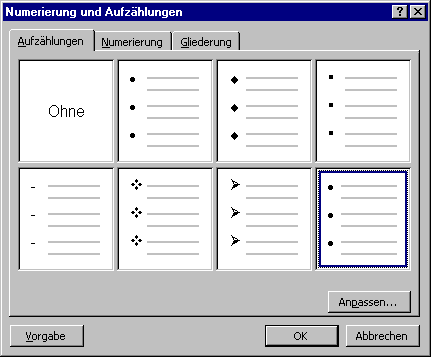 Numerierung und Aufzählungen
Aufzählungen Numerierung Gliederung
Ohne
Anpassen...
Vorgabe OK Abbrechen